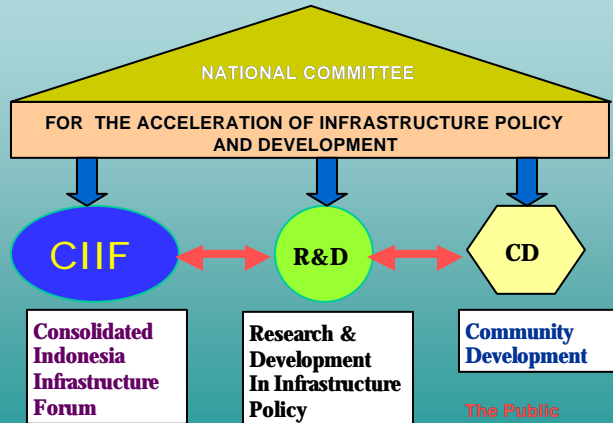 NATIONAL COMMITTEE
FOR THE ACCELERATION OF INFRASTRUCTURE POLICY
AND DEVELOPMENT
CIIF
R&D
CD
Consolidated
Indonesia
Infrastructure
Forum
Research &
Development
In Infrastructure
Policy
Community
Development
The Public